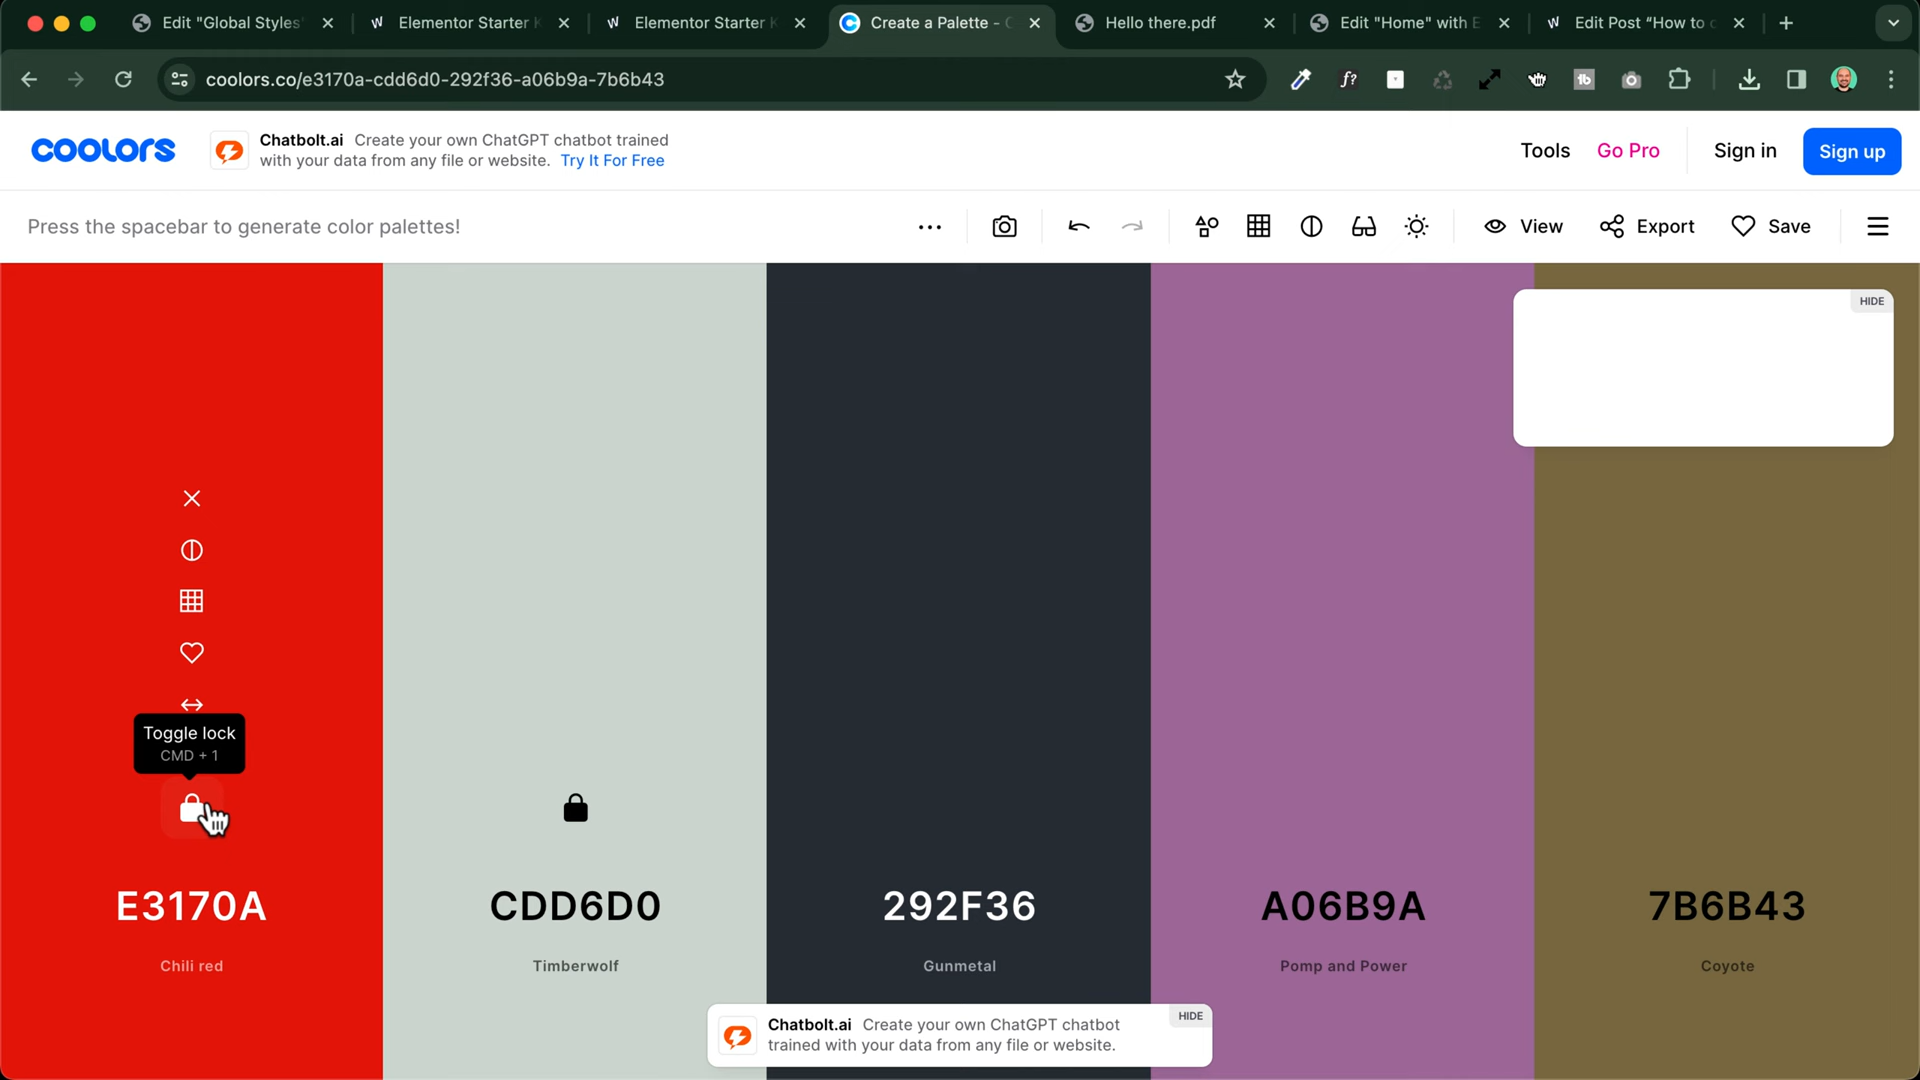 Edit "Global Styles"
Elementor Starter K
Elementor Starter K
Create a Palette - C
Hello there.pdf
Edit "Home" with E
Edit Post “How to c
coolors.co/e3170a-cdd6d0-292f36-a06b9a-7b6b43
f?
tb
coolors
Chatbolt.ai Create your own ChatGPT chatbot trained
with your data from any file or website. Try It For Free
Tools
Go Pro
Sign in
Sign up
Press the spacebar to generate color palettes!
View
Export
Save
HIDE
Toggle lock
CMD + 1
E3170A
CDD6D0
292F36
A06B9A
7B6B43
Chili red
Timberwolf
Gunmetal
Pomp and Power
Coyote
Chatbolt.ai Create your own ChatGPT chatbot
trained with your data from any file or website.
HIDE